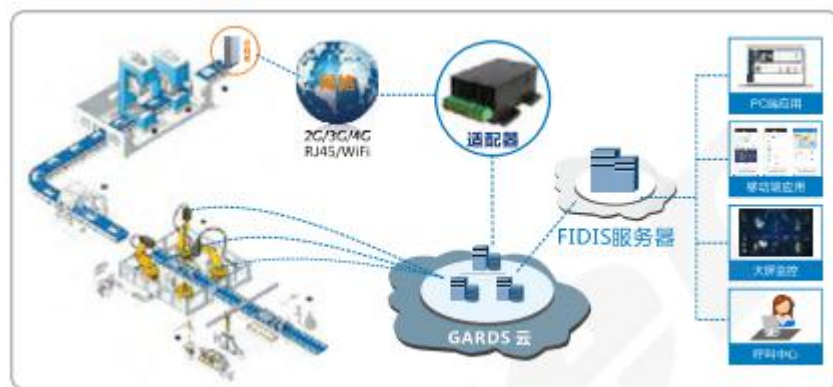 2G/3G/4G
RJ45/WiFi
适配器
FIDIS服务器
GARDS 云
PC端应用
移动端应用
大屏监控
呼叫中心